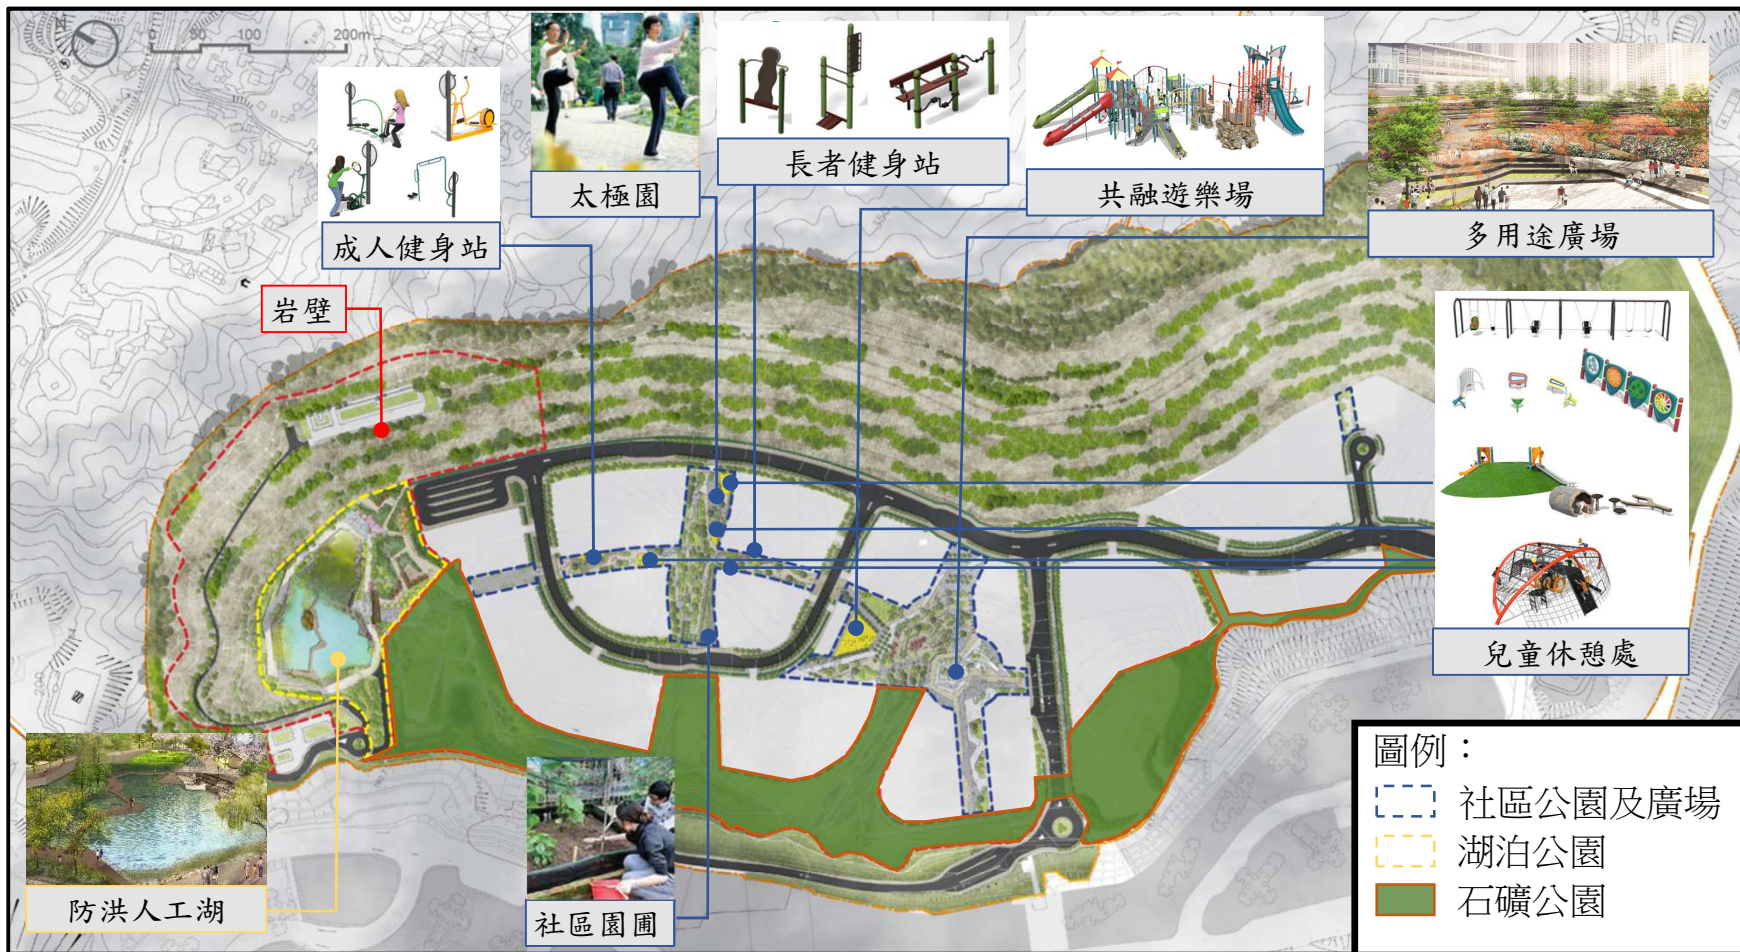 0 50 100 200m
太極園
長者健身站
共融遊樂場
多用途廣場
成人健身站
岩壁
兒童休憩處
防洪人工湖
社區園圃
圖例：
社區公園及廣場
湖泊公園
石礦公園